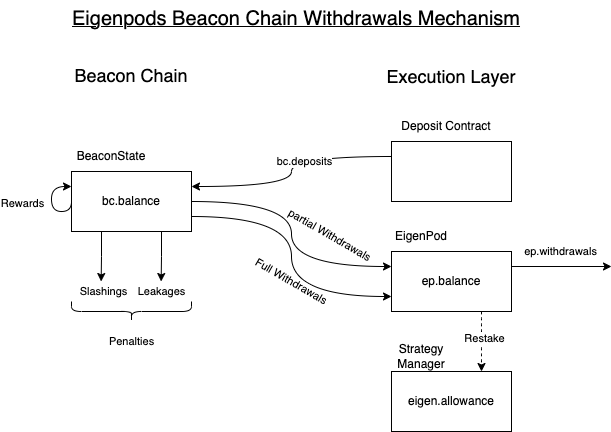 Eigenpods Beacon Chain Withdrawals Mechanism
Beacon Chain
Execution Layer
Deposit Contract
BeaconState
bc.deposits
bc.balance
Rewards
partial Withdrawals
EigenPod
ep.withdrawals
Full Withdrawals
ep.balance
Slashings
Leakages
Penalties
Restake
Strategy
Manager
eigen.allowance